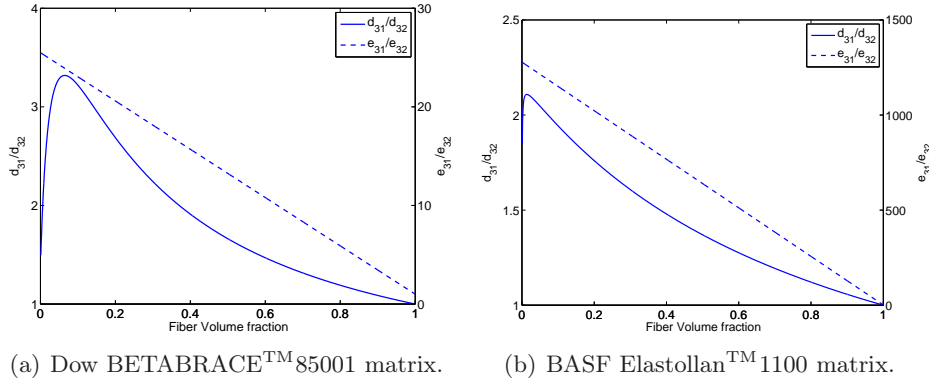 4
3
2
1
d31/d32
30
20
10
0
e31/e32
d31/d32
e31/e32
0 0.2 0.4 0.6 0.8 1
Fiber Volume fraction
(a) Dow BETABRACE™85001 matrix.
2.5
2
1.5
1
d31/d32
1500
1000
500
0
e31/e32
d31/d32
e31/e32
0 0.2 0.4 0.6 0.8 1
Fiber Volume fraction
(b) BASF Elastollan™1100 matrix.